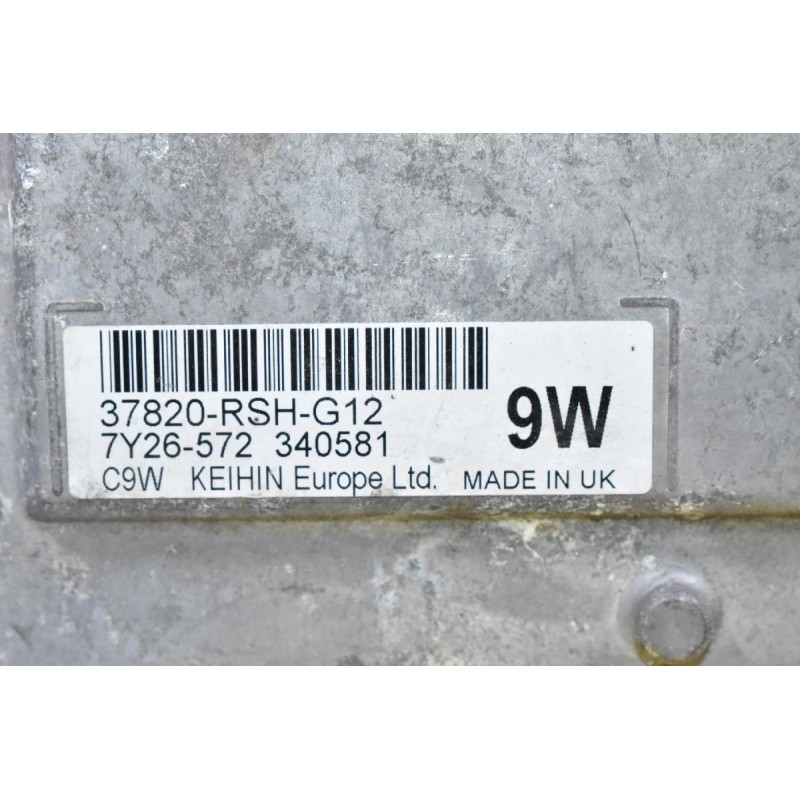 37820-RSH-G12
9W
7Y26-572 340581
C9W KEIHIN Europe Ltd. MADE IN UK